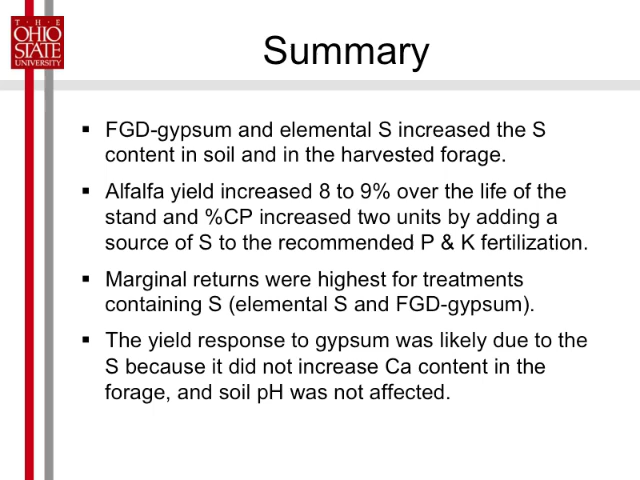 T · H · E
OHIO
STATE
UNIVERSITY
Summary
▪ FGD-gypsum and elemental S increased the S
content in soil and in the harvested forage.
▪ Alfalfa yield increased 8 to 9% over the life of the
stand and %CP increased two units by adding a
source of S to the recommended P & K fertilization.
▪ Marginal returns were highest for treatments
containing S (elemental S and FGD-gypsum).
▪ The yield response to gypsum was likely due to the
S because it did not increase Ca content in the
forage, and soil pH was not affected.